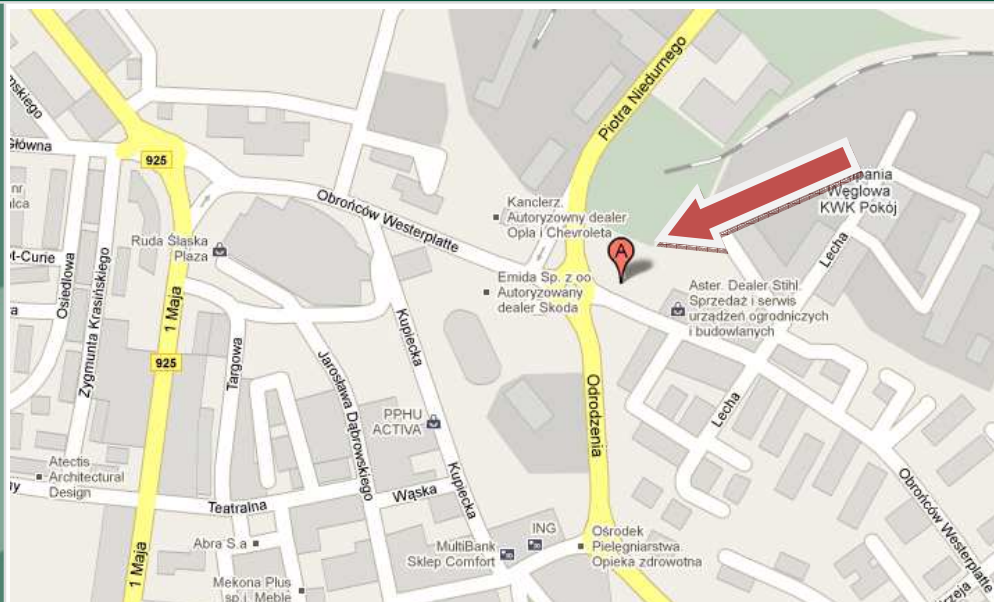 Piotra Niedurnego
Główna
925
nr
Obrońców Westerplatte
Kanclerz.
Autoryzowny dealer
Opla i Chevroleta
Węglowa
KWK Pokój
Ruda Śląska
Plaza
t-Curie
Osiedlowa
Zygmunta Krasińskiego
1 Maja
A
Lecha
Emida Sp. z oo
Autoryzowany
dealer Skoda
Aster. Dealer Stihl.
Sprzedaż i serwis
urządzeń ogrodniczych
i budowlanych
Kupiecka
925
Targowa
Jarosława Dąbrowskiego
Odrodzenia
Lecha
PPHU
ACTIVA
Atectis
Architectural
Design
Wąska
Kupiecka
Teatralna
Obrońców Westerplatte
Abra S.a
ING
MultiBank
Sklep Comfort
Ośrodek
Pielęgniarstwa.
Opieka zdrowotna
1 Maja
Mekona Plus
sp.j. Meble